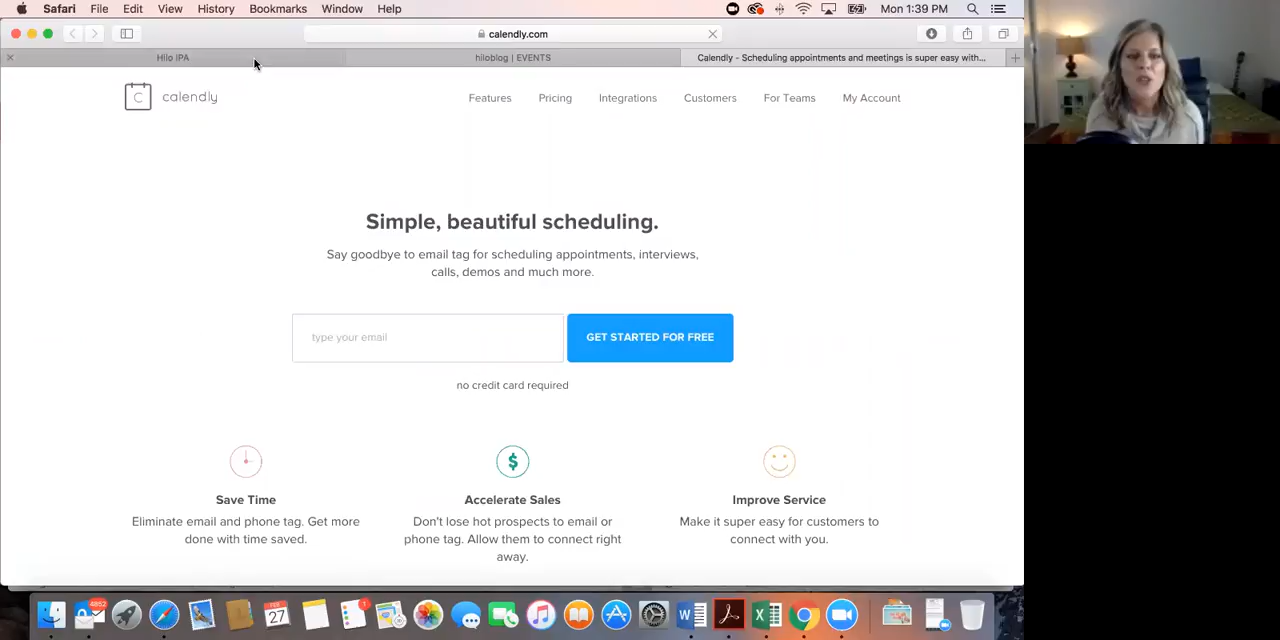 Safari File Edit View History Bookmarks Window Help Mon 1:39 PM
calendly.com
Hilo IPA hiloblog | EVENTS Calendly - Scheduling appointments and meetings is super easy with...
C calendly Features Pricing Integrations Customers For Teams My Account
Simple, beautiful scheduling.
Say goodbye to email tag for scheduling appointments, interviews,
calls, demos and much more.
type your email GET STARTED FOR FREE
no credit card required
$
Save Time Accelerate Sales Improve Service
Eliminate email and phone tag. Get more Don't lose hot prospects to email or Make it super easy for customers to
done with time saved. phone tag. Allow them to connect right connect with you.
away.
4852 FEB 27 1